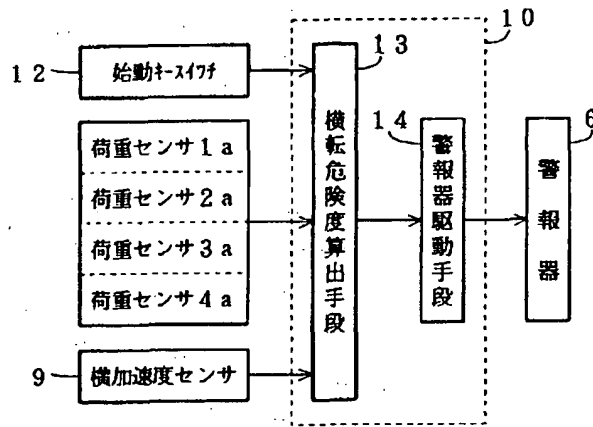 10
13
12
始動キースイッチ
14
6
荷重センサ1a
荷重センサ2a
荷重センサ3a
荷重センサ4a
横転危険度算出手段
警報器駆動手段
警報器
9
横加速度センサ